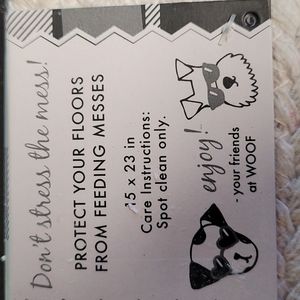 Don't stress the mess!
PROTECT YOUR FLOORS
FROM FEEDING MESSES
15 x 23 in
Care Instructions:
Spot clean only.
enjoy!
- your friends
at WOOF